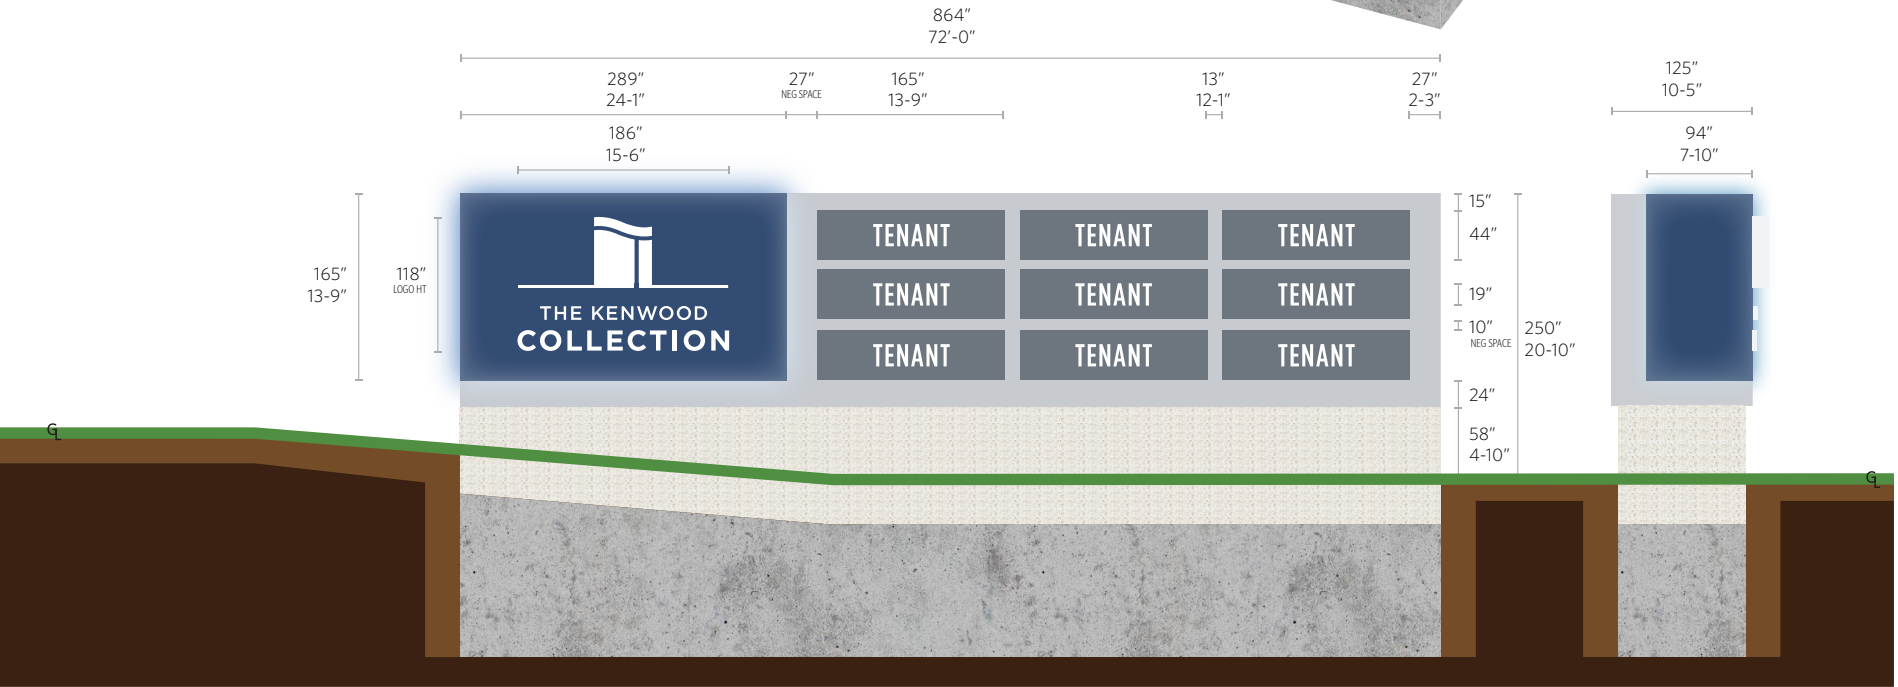 864"
72'-0"
289"
24-1"
27"
NEG SPACE
165"
13-9"
13"
12-1"
27"
2-3"
125"
10-5"
186"
15-6"
94"
7-10"
165"
13-9"
118"
LOGO HT
THE KENWOOD
COLLECTION
TENANT TENANT TENANT
TENANT TENANT TENANT
TENANT TENANT TENANT
15"
44"
19"
10"
NEG SPACE
250"
20-10"
24"
58"
4-10"
GL
GL